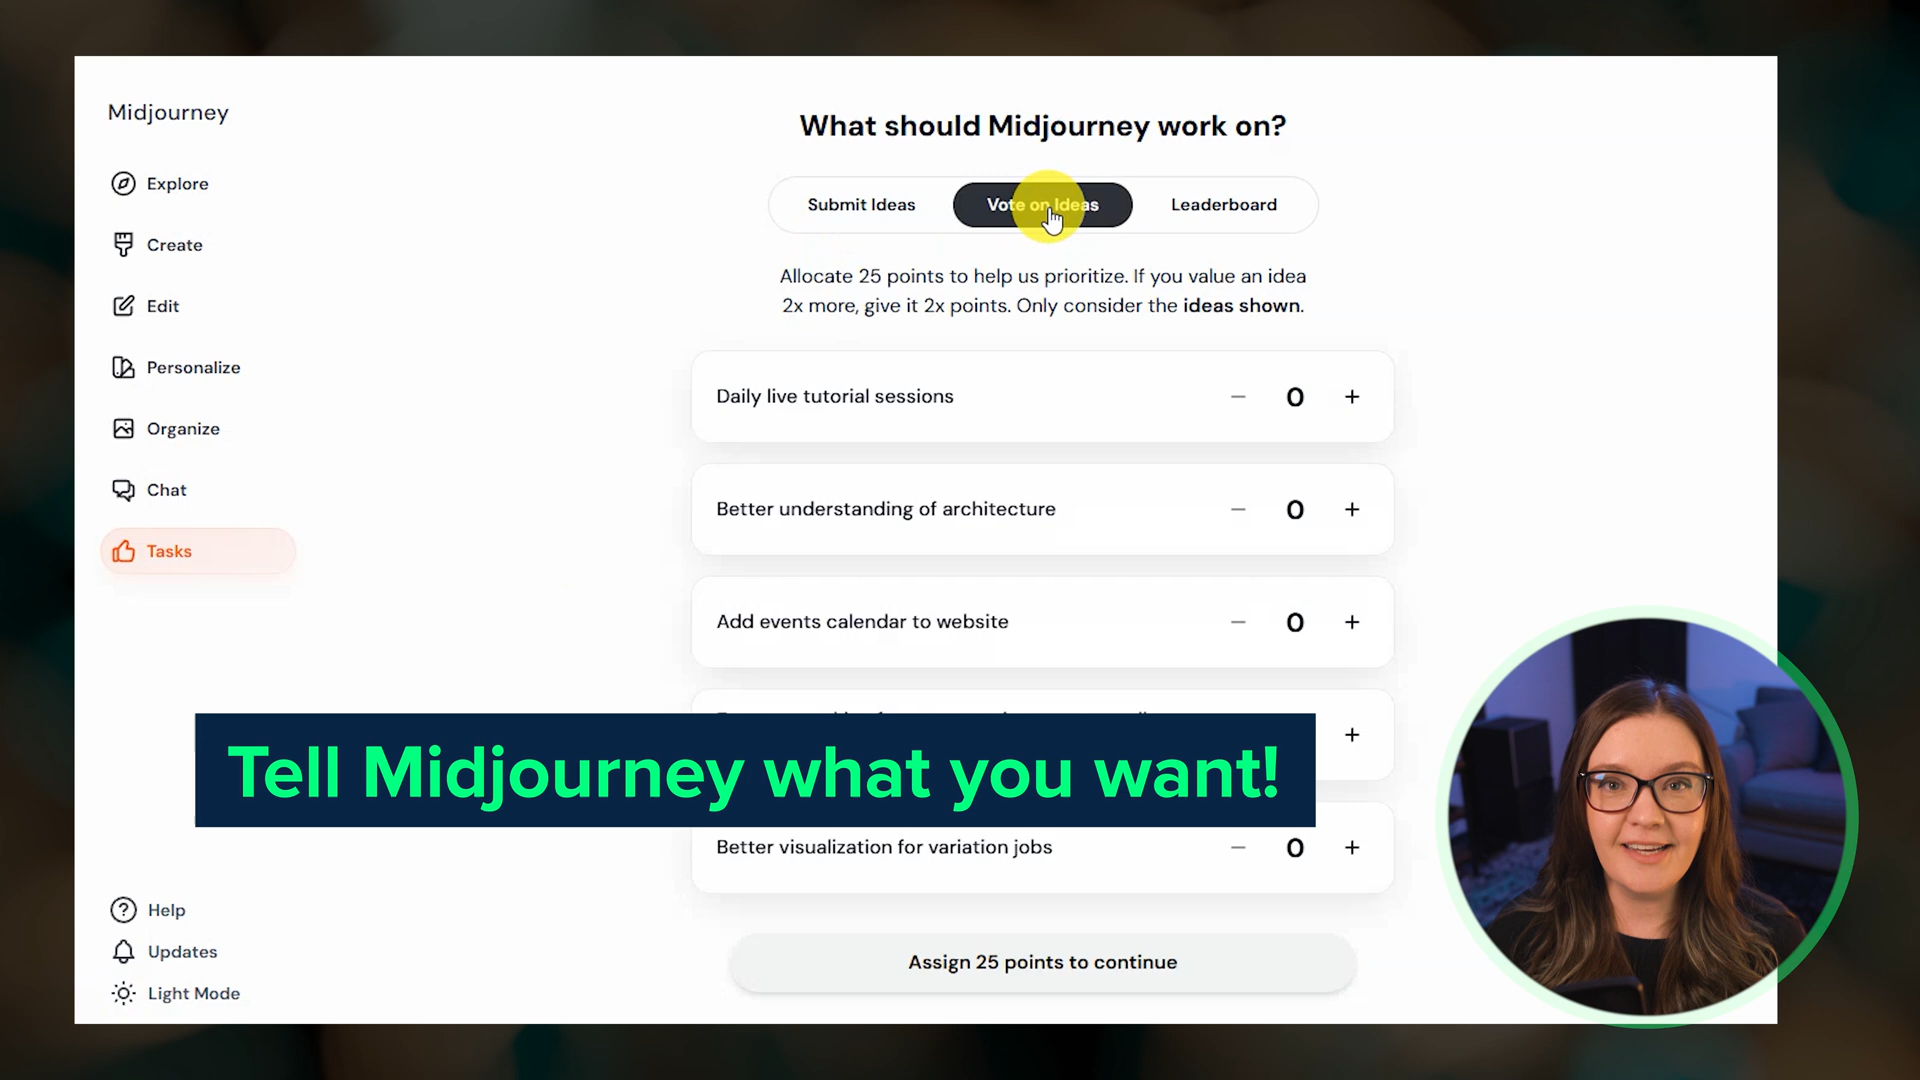 Midjourney
Explore
Create
Edit
Personalize
Organize
Chat
Tasks
Help
Updates
Light Mode
What should Midjourney work on?
Submit Ideas
Vote on Ideas
Leaderboard
Allocate 25 points to help us prioritize. If you value an idea
2x more, give it 2x points. Only consider the ideas shown.
Daily live tutorial sessions
− 0 +
Better understanding of architecture
− 0 +
Add events calendar to website
− 0 +
+
Tell Midjourney what you want!
Better visualization for variation jobs
− 0 +
Assign 25 points to continue